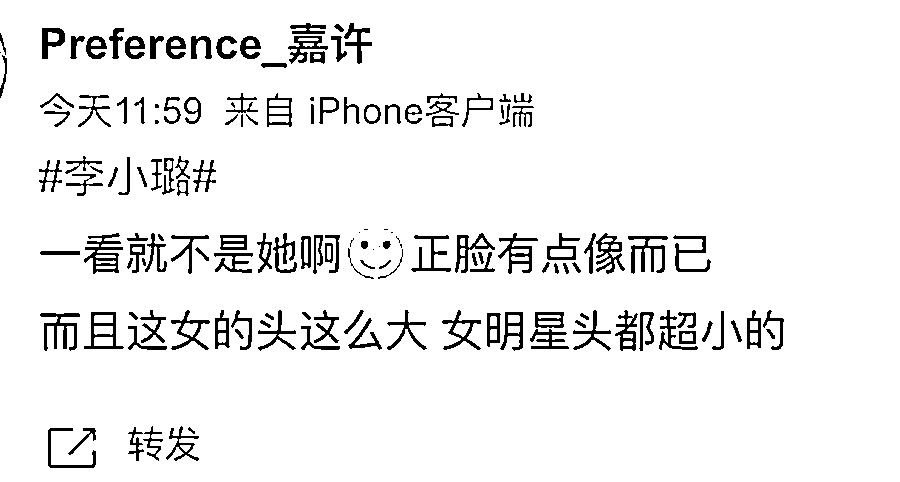 Preference_嘉许
今天11:59 来自 iPhone客户端
#李小璐#
一看就不是她啊 正脸有点像而已
而且这女的头这么大 女明星头都超小的
转发